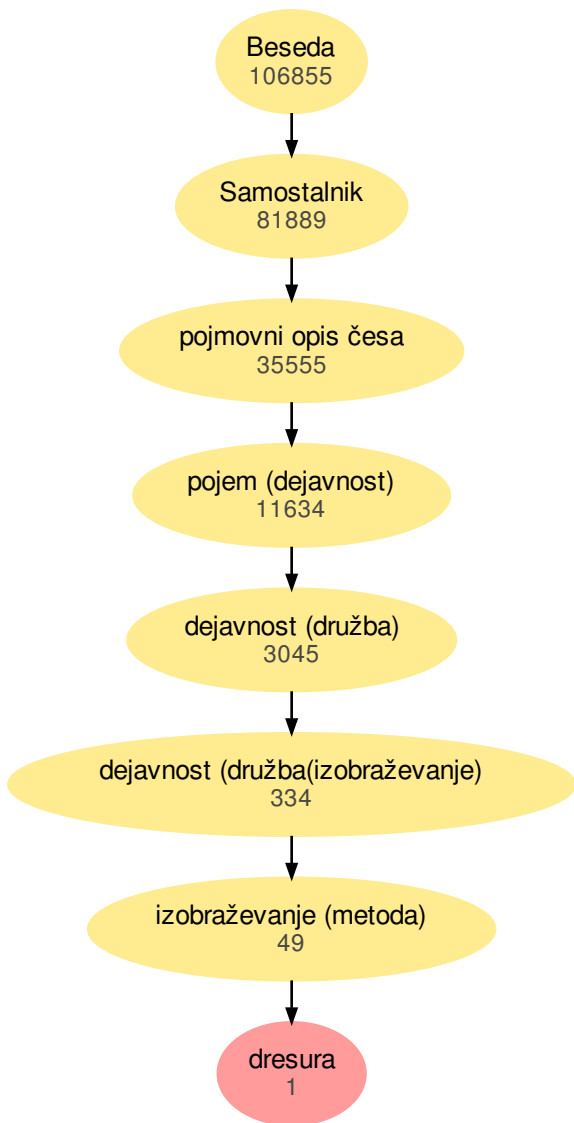 Beseda
106855
Samostalnik
81889
pojmovni opis česa
35555
pojem (dejavnost)
11634
dejavnost (družba)
3045
dejavnost (družba(izobraževanje)
334
izobraževanje (metoda)
49
dresura
1